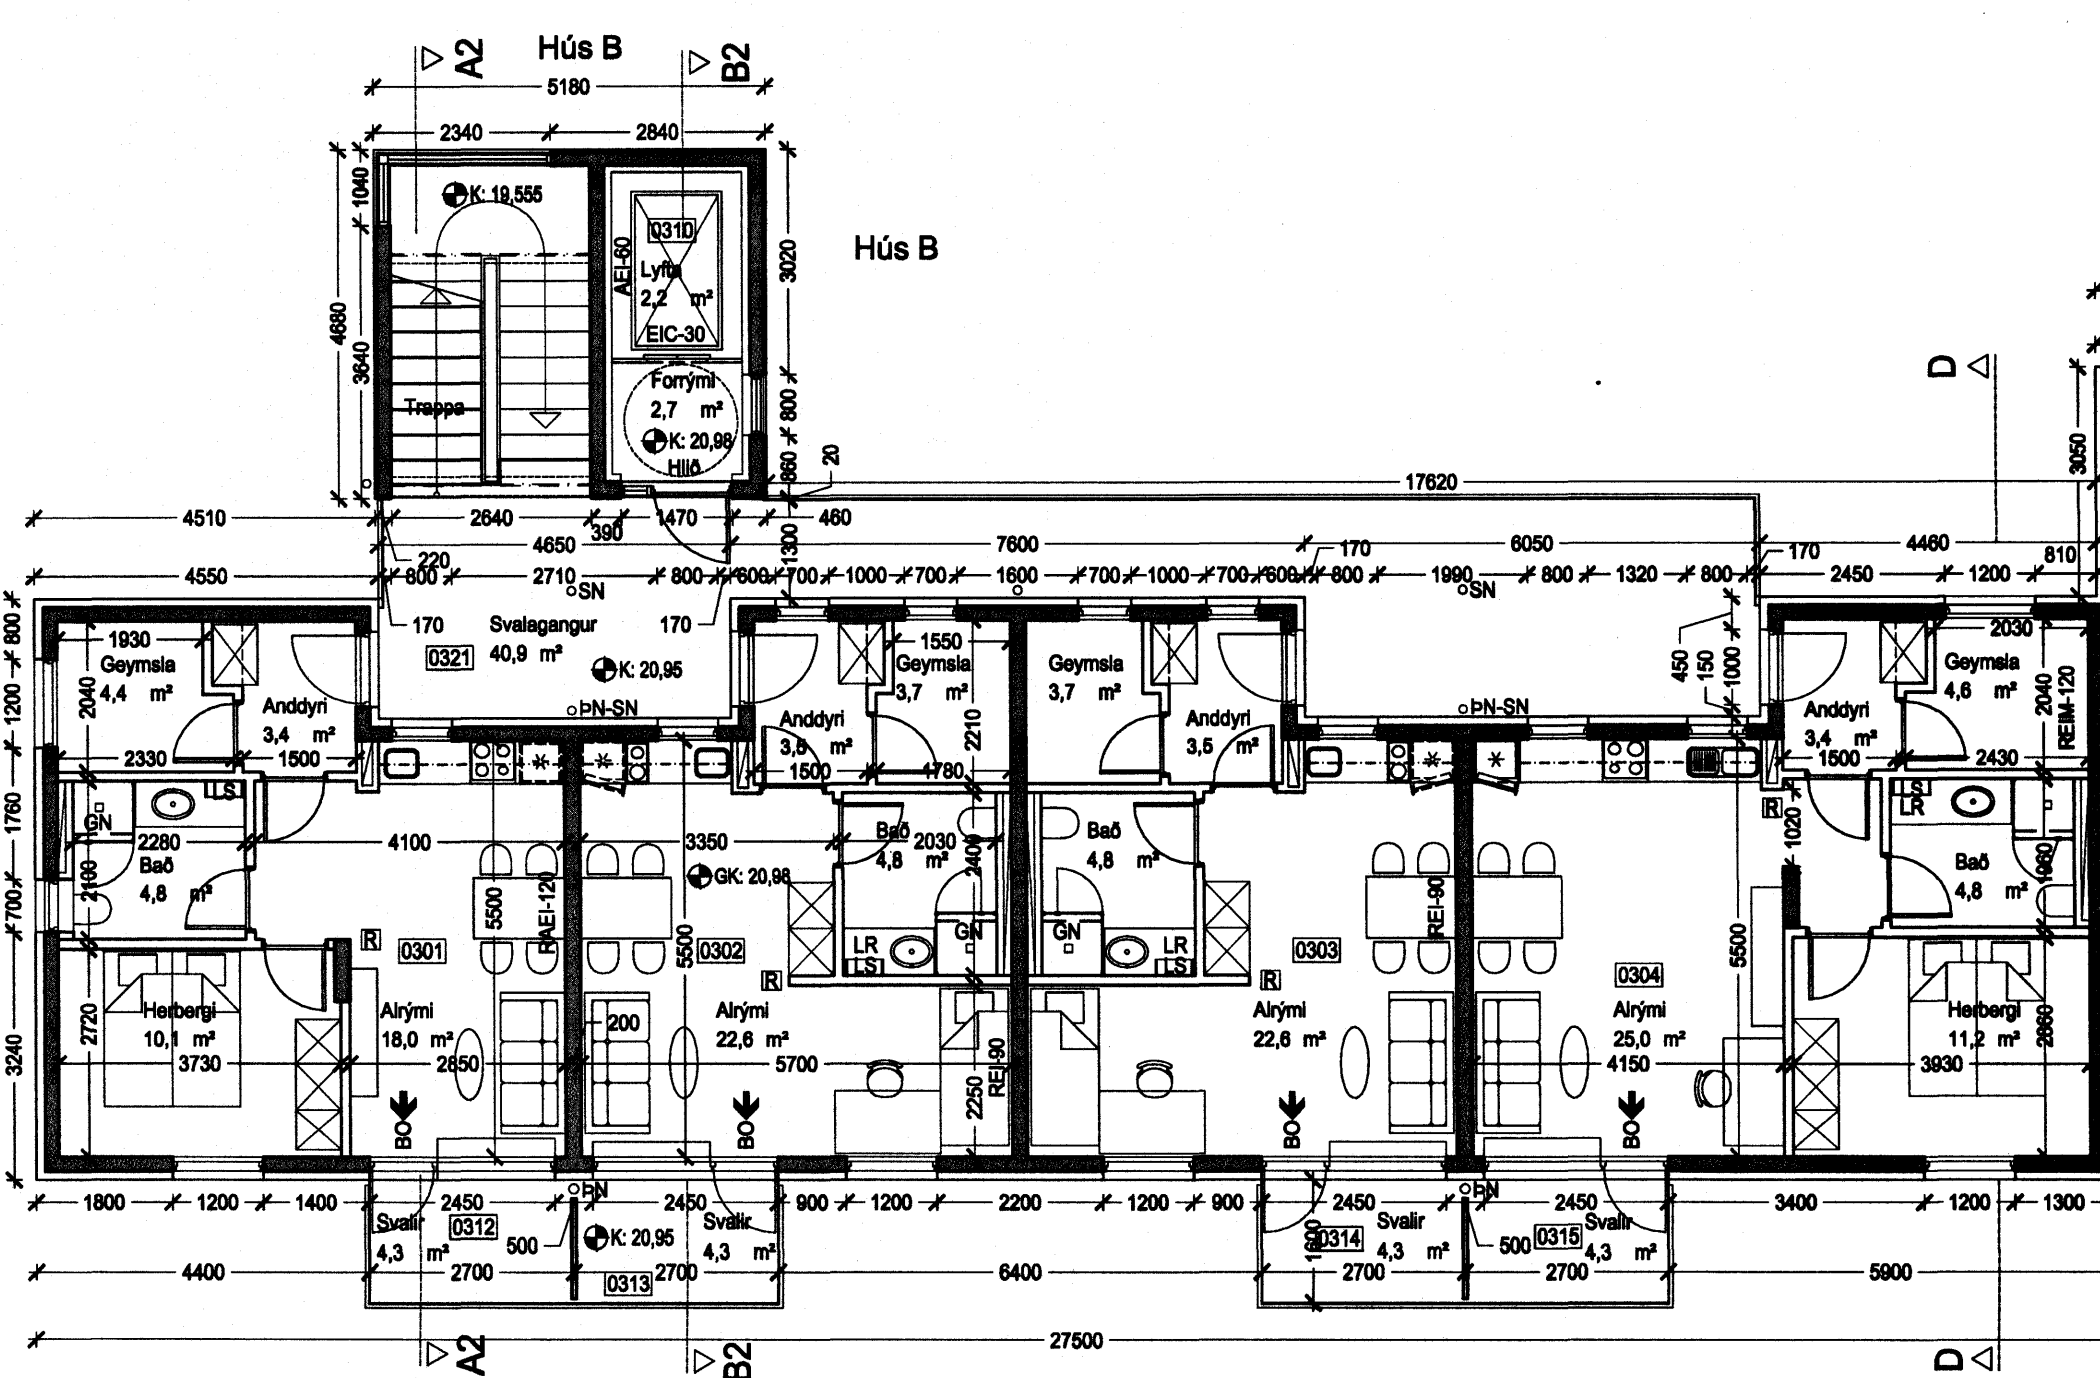 Hús B
A2
B2
5180
2340
2840
1040
K: 19,555
0310
AEI-60
Lyfta
2,2 m²
EIC-30
3020
Hús B
4680
3640
Trappa
Forrými
2,7 m²
K: 20,98
Hlið
800
860
20
D
3050
17620
4510
2640
390
1470
460
1300
4650
7600
170
6050
170
4460
810
220
4550
800
2710
800
600
700
1000
700
1600
700
1000
700
600
800
1990
800
1320
800
2450
1200
SN
SN
170
170
800
1930
Geymsla
4,4 m²
2040
Anddyri
3,4 m²
2330
1500
Svalagangur
0321
40,9 m²
K: 20,95
ÞN-SN
1550
Geymsla
3,7 m²
Anddyri
3,5 m²
1500
1780
2210
Geymsla
3,7 m²
Anddyri
3,5 m²
ÞN-SN
450
150
1000
2030
Geymsla
4,6 m²
2040
REIM-120
Anddyri
3,4 m²
1500
2430
1200
1760
LS
GN
2280
4100
Bað
4,8 m²
2100
700
3350
GK: 20,98
Bað
2030
4,8 m²
2400
Bað
4,8 m²
R
LS
LR
1020
Bað
4,8 m²
1960
5500
RAEI-120
5500
REI-90
5500
R
0301
0302
LR
LS
GN
GN
LR
LS
0303
0304
R
R
Herbergi
10,1 m²
2720
3730
Alrými
18,0 m²
2850
200
Alrými
22,6 m²
5700
REI-90
2250
Alrými
22,6 m²
Alrými
25,0 m²
4150
Herbergi
11,2 m²
2860
3930
3240
BO
BO
BO
BO
1800
1200
1400
2450
ÞN
2450
900
1200
2200
1200
900
2450
ÞN
2450
3400
1200
1300
Svalir
4,3 m²
0312
500
K: 20,95
Svalir
4,3 m²
1600
0314
Svalir
4,3 m²
500
0315
Svalir
4,3 m²
4400
2700
0313
2700
6400
2700
2700
5900
27500
A2
B2
D